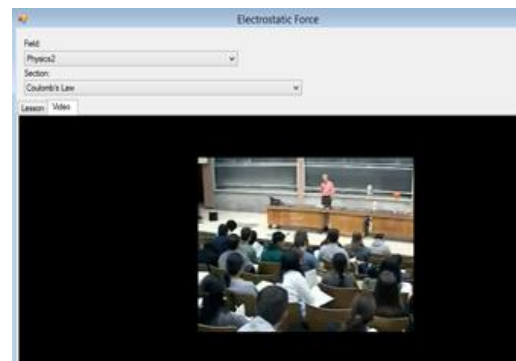 Electrostatic Force
Field:
Physics2
Section:
Coulomb's Law
Lesson Video